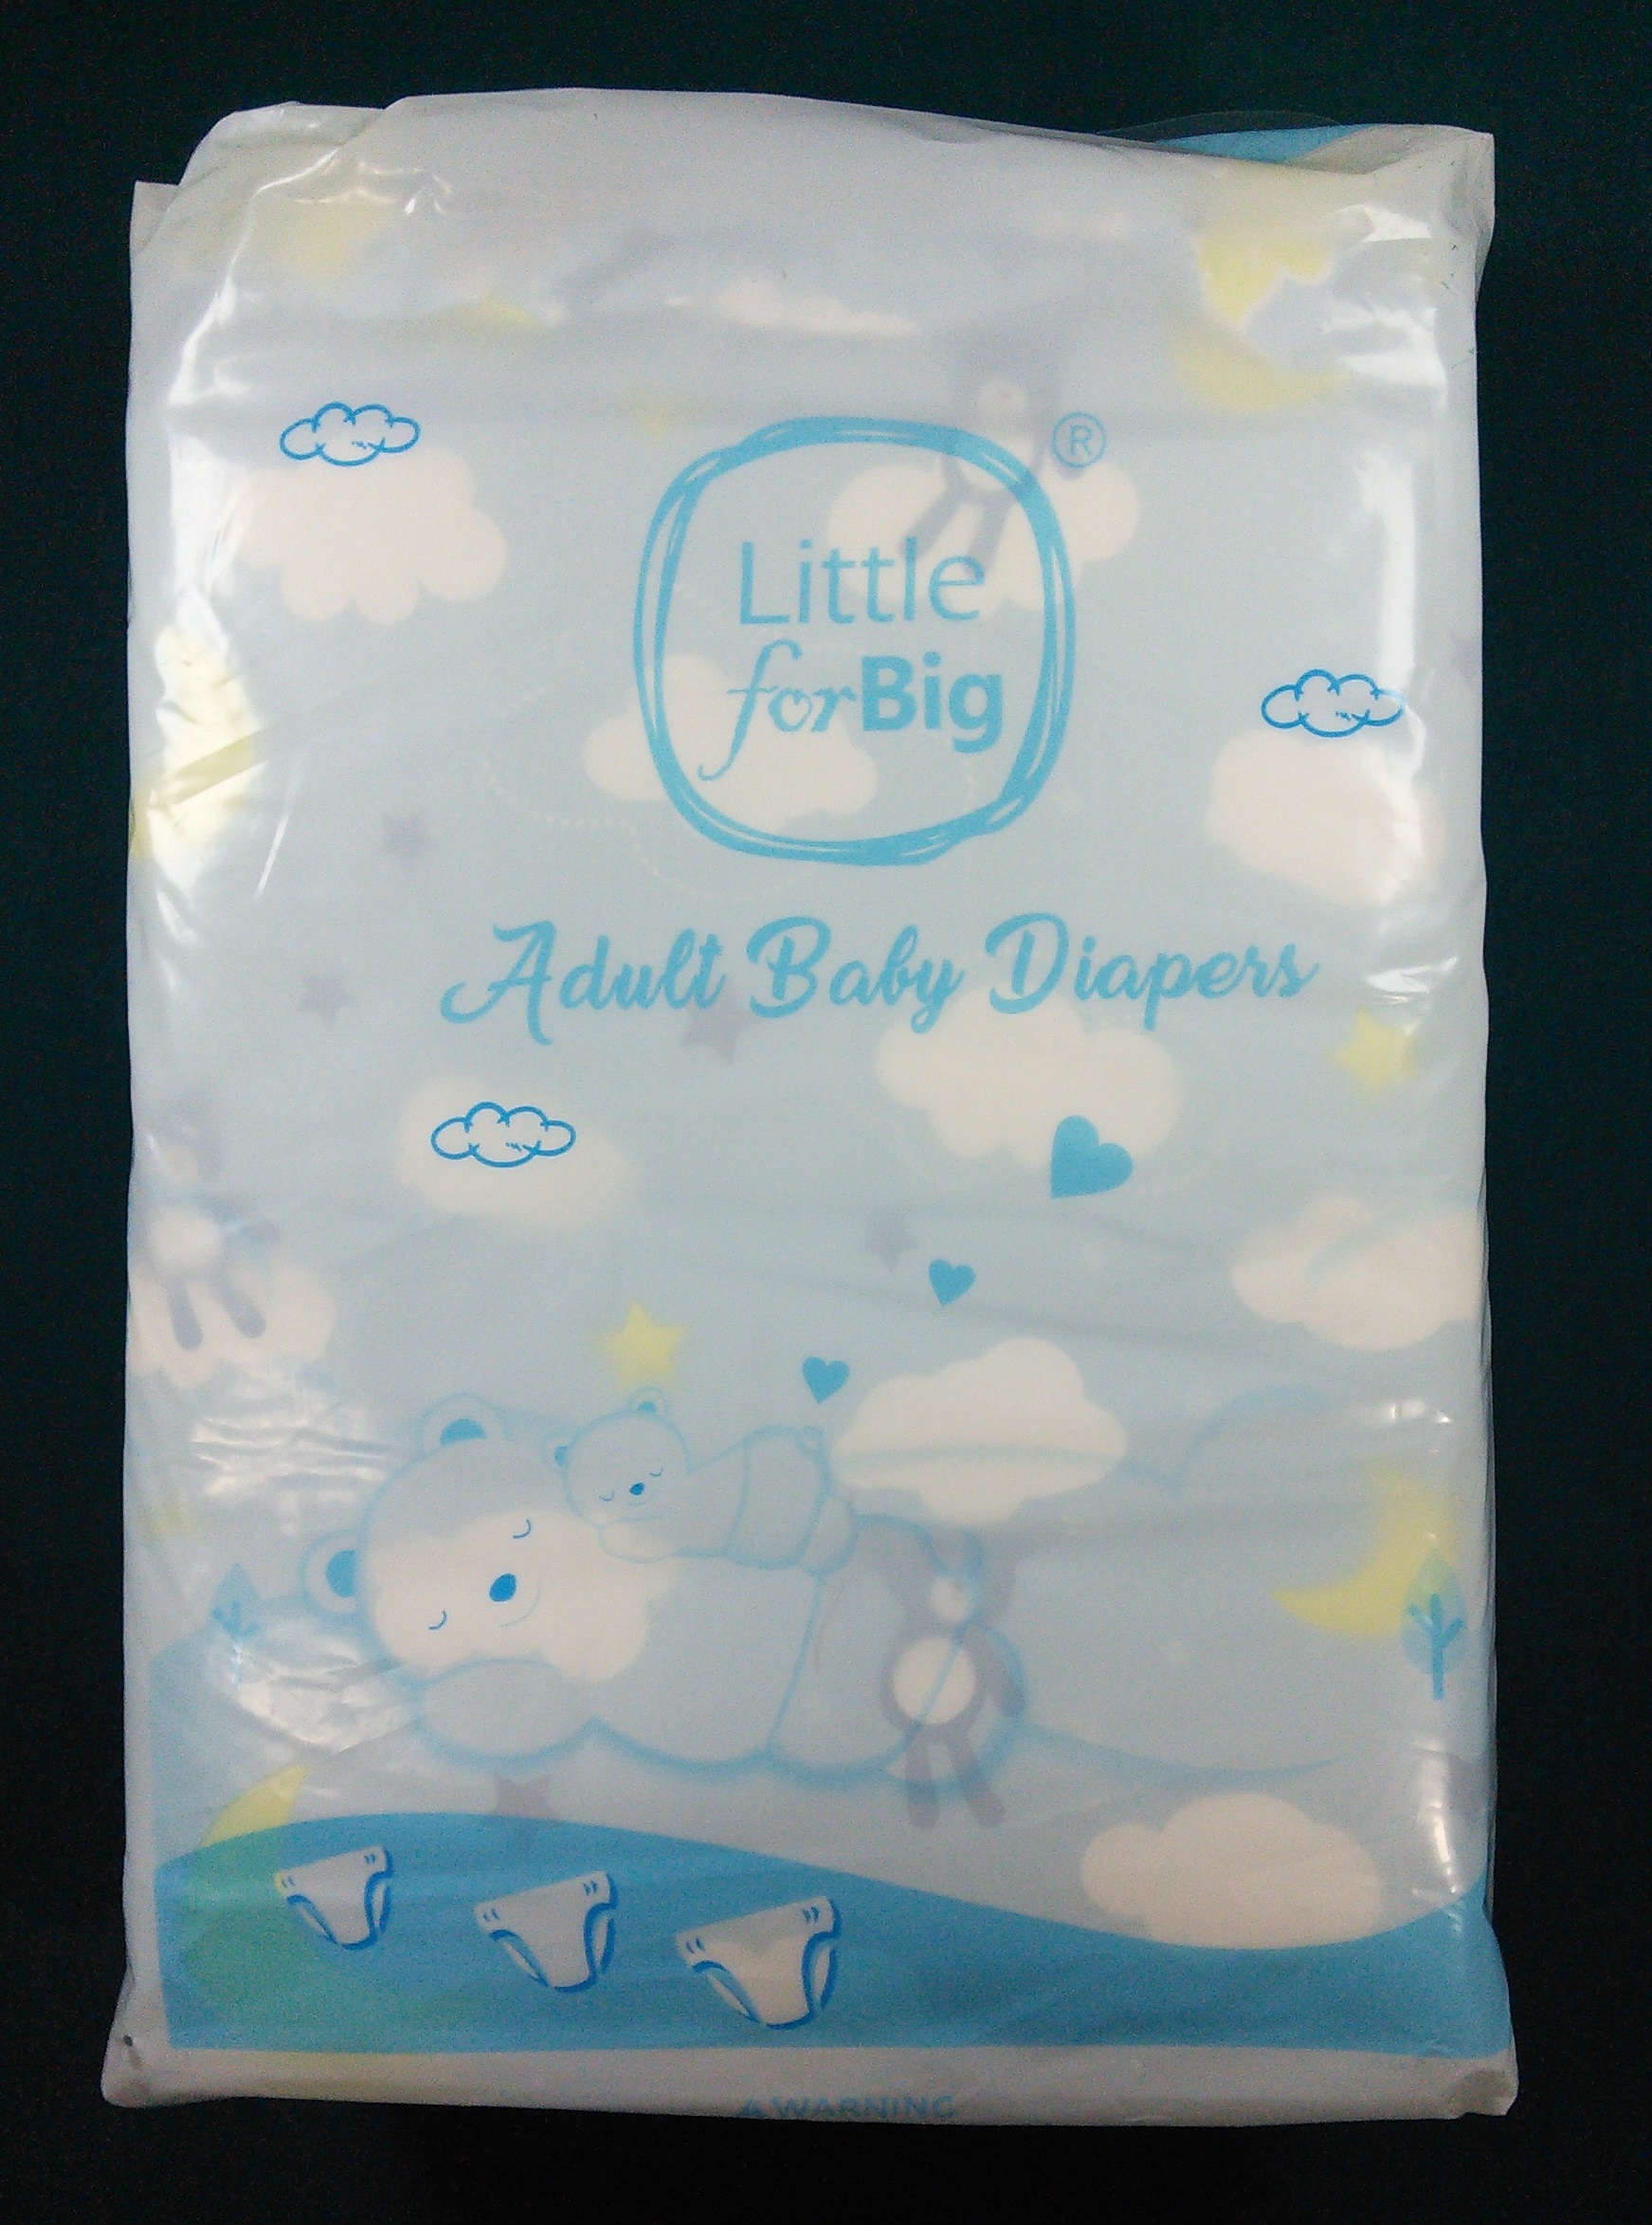 ®
Little
forBig
Adult Baby Diapers
⚠ WARNING